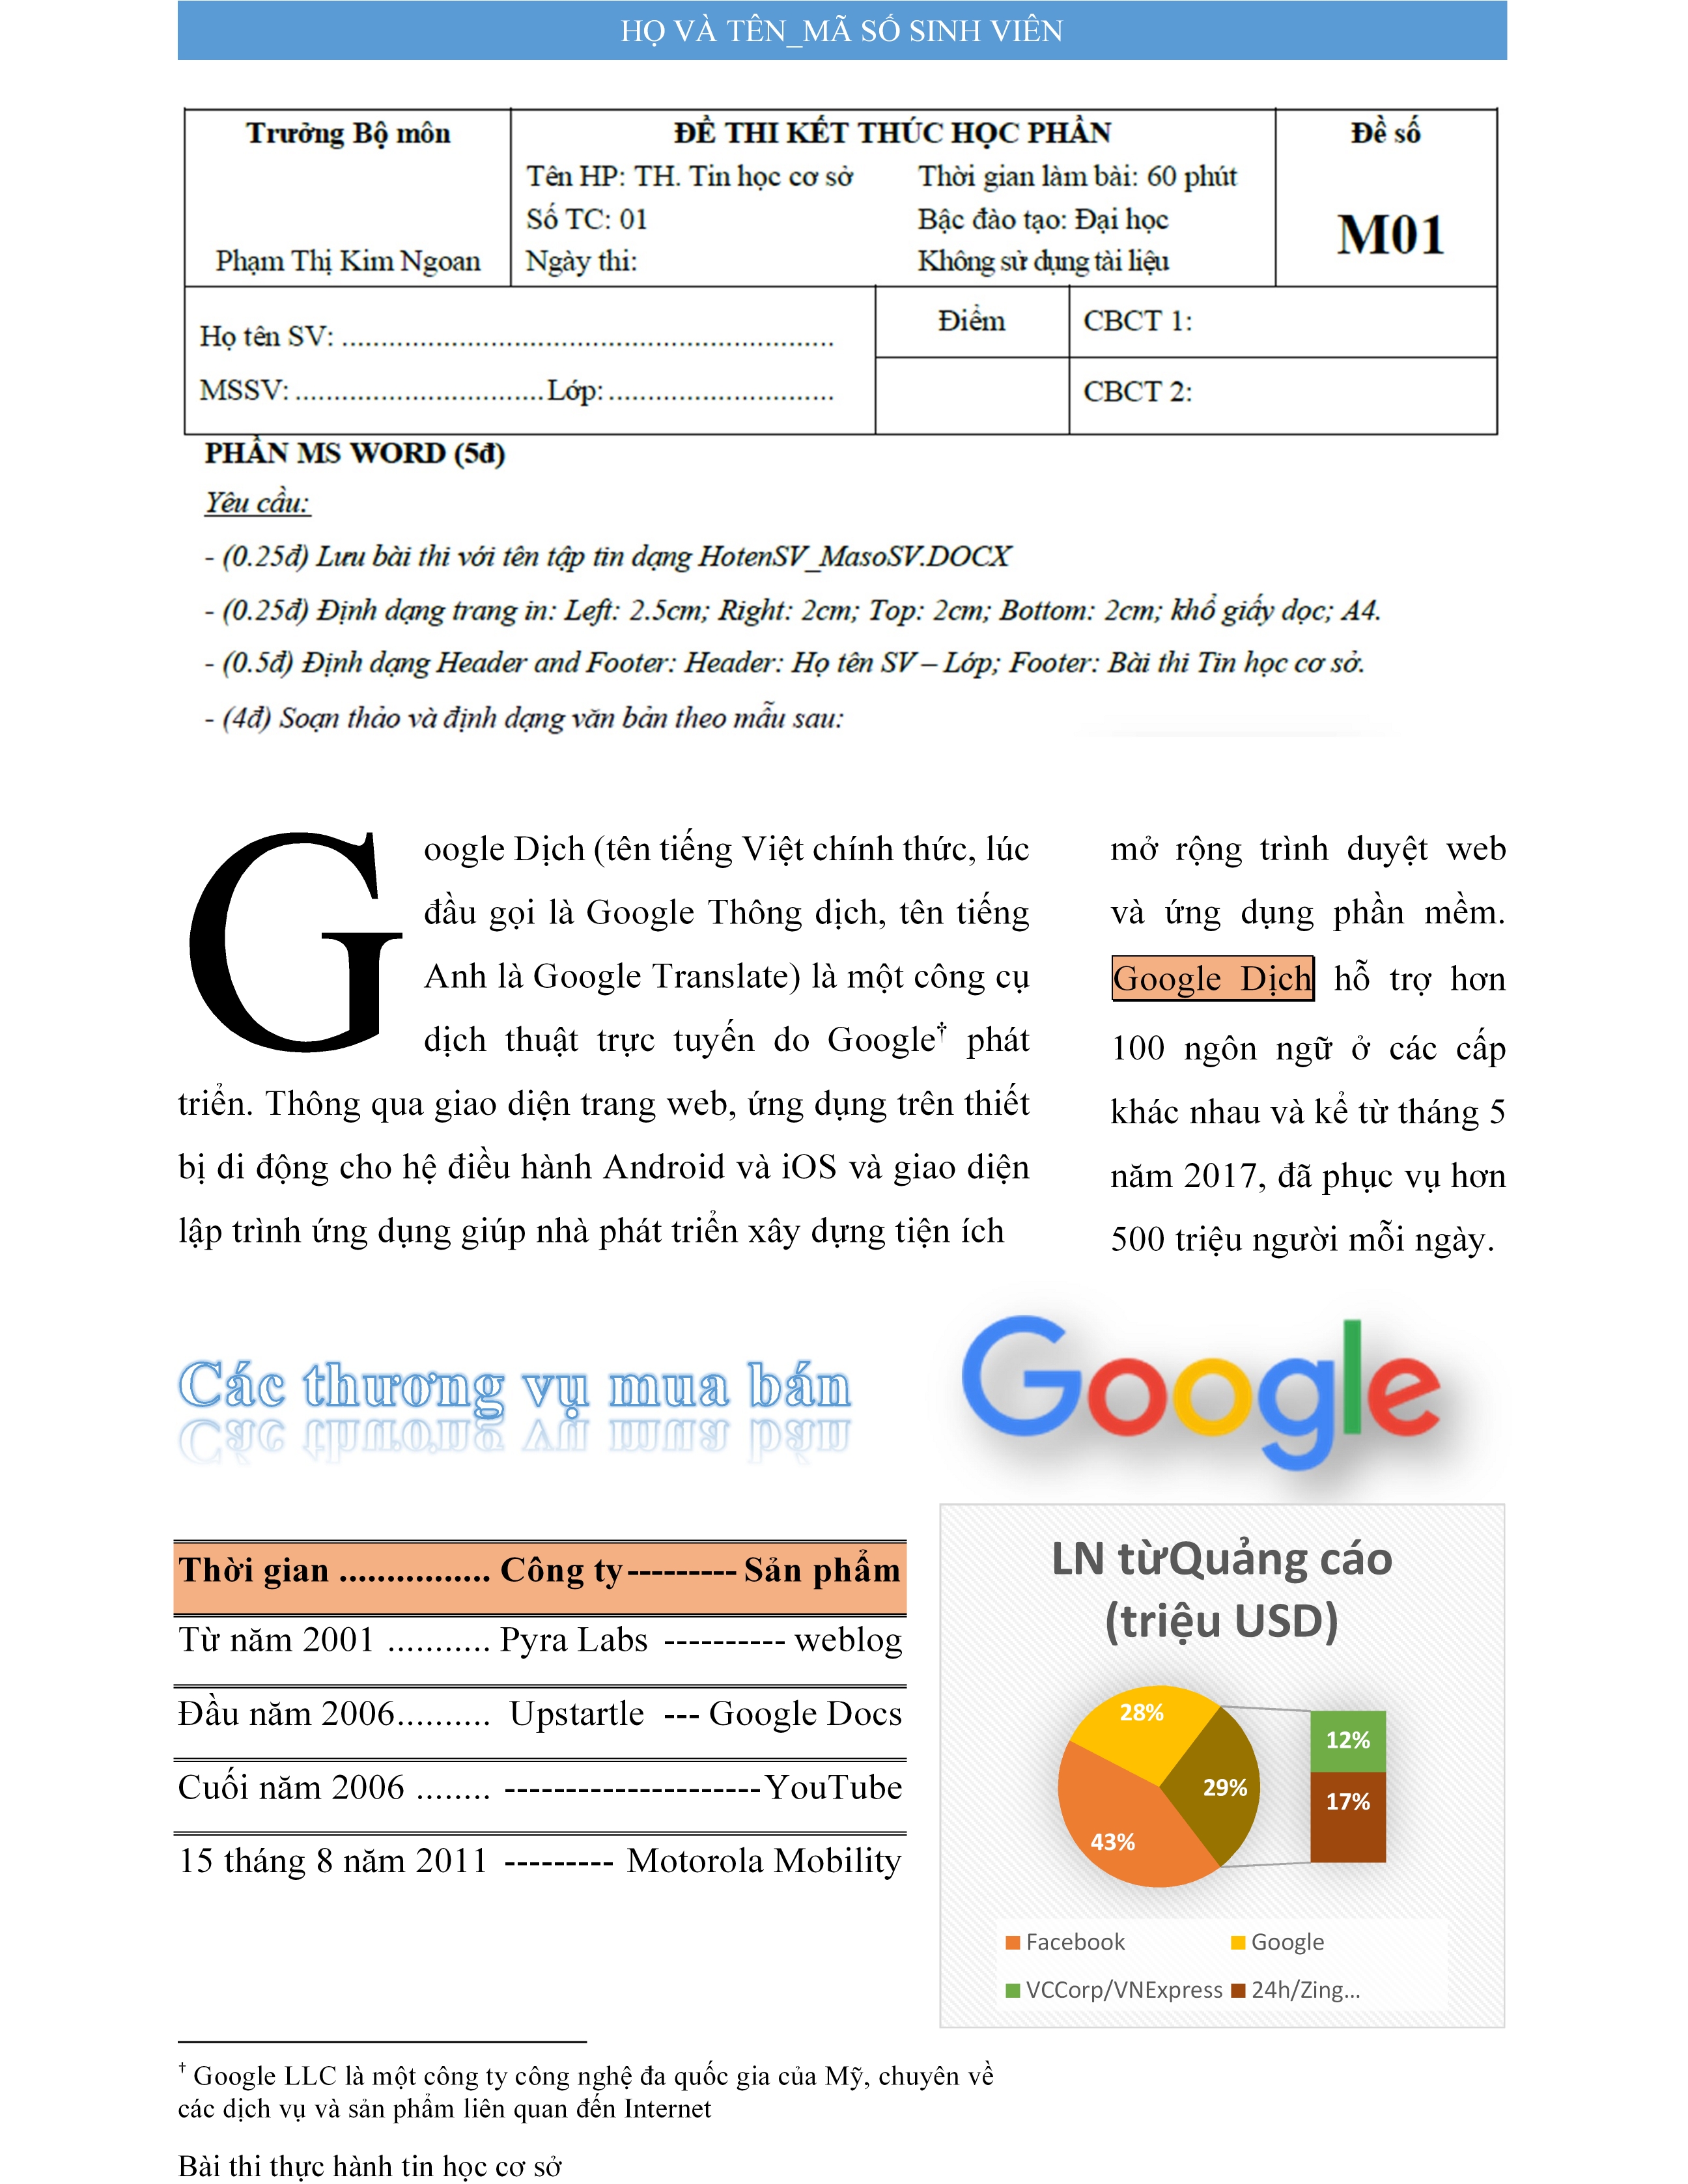 HỌ VÀ TÊN_MÃ SỐ SINH VIÊN
Trưởng Bộ môn
Phạm Thị Kim Ngoan
ĐỀ THI KẾT THÚC HỌC PHẦN
Tên HP: TH. Tin học cơ sở Thời gian làm bài: 60 phút
Số TC: 01 Bậc đào tạo: Đại học
Ngày thi: Không sử dụng tài liệu
Đề số
M01
Họ tên SV: ................................................................
MSSV: ................................Lớp:.............................
Điểm
CBCT 1:
CBCT 2:
PHẦN MS WORD (5đ)
Yêu cầu:
- (0.25đ) Lưu bài thi với tên tập tin dạng HotenSV_MasoSV.DOCX
- (0.25đ) Định dạng trang in: Left: 2.5cm; Right: 2cm; Top: 2cm; Bottom: 2cm; khổ giấy dọc; A4.
- (0.5đ) Định dạng Header and Footer: Header: Họ tên SV – Lớp; Footer: Bài thi Tin học cơ sở.
- (4đ) Soạn thảo và định dạng văn bản theo mẫu sau:
Google Dịch (tên tiếng Việt chính thức, lúc
đầu gọi là Google Thông dịch, tên tiếng
Anh là Google Translate) là một công cụ
dịch thuật trực tuyến do Google† phát
triển. Thông qua giao diện trang web, ứng dụng trên thiết
bị di động cho hệ điều hành Android và iOS và giao diện
lập trình ứng dụng giúp nhà phát triển xây dựng tiện ích
mở rộng trình duyệt web
và ứng dụng phần mềm.
Google Dịch hỗ trợ hơn
100 ngôn ngữ ở các cấp
khác nhau và kể từ tháng 5
năm 2017, đã phục vụ hơn
500 triệu người mỗi ngày.
Các thương vụ mua bán
Google
Thời gian ................ Công ty--------- Sản phẩm
Từ năm 2001 ........... Pyra Labs ---------- weblog
Đầu năm 2006.......... Upstartle --- Google Docs
Cuối năm 2006 ........ ---------------------YouTube
15 tháng 8 năm 2011 --------- Motorola Mobility
LN từQuảng cáo
(triệu USD)
28%
29%
43%
12%
17%
Facebook Google
VCCorp/VNExpress 24h/Zing...
† Google LLC là một công ty công nghệ đa quốc gia của Mỹ, chuyên về
các dịch vụ và sản phẩm liên quan đến Internet
Bài thi thực hành tin học cơ sở